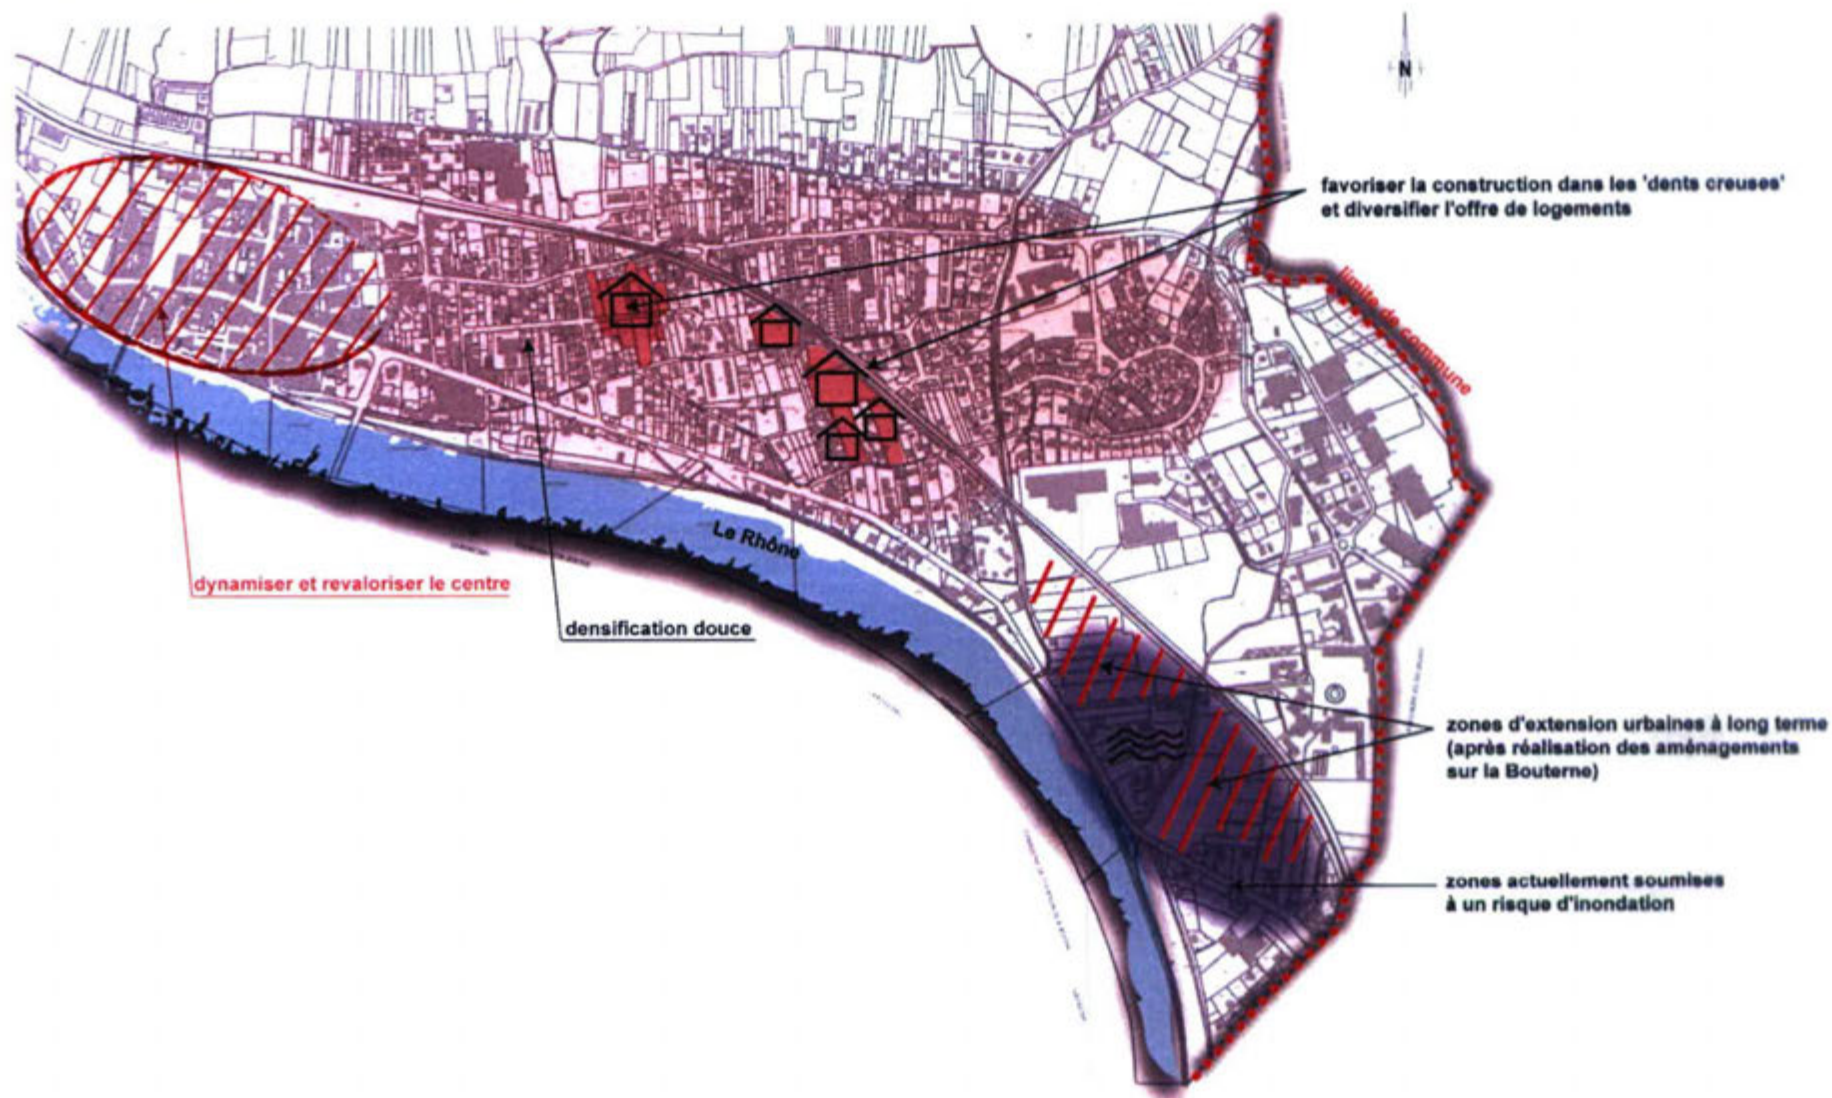 N
favoriser la construction dans les 'dents creuses'
et diversifier l'offre de logements
limite de commune
Le Rhône
dynamiser et revaloriser le centre
densification douce
zones d'extension urbaines à long terme
(après réalisation des aménagements
sur la Bouterne)
zones actuellement soumises
à un risque d'inondation